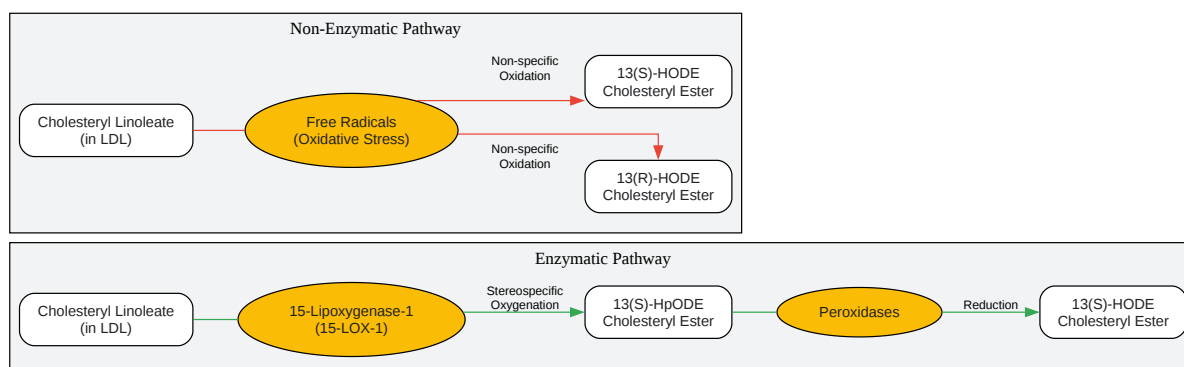 Non-Enzymatic Pathway
Cholesteryl Linoleate
(in LDL)
Free Radicals
(Oxidative Stress)
Non-specific
Oxidation
13(S)-HODE
Cholesteryl Ester
Non-specific
Oxidation
13(R)-HODE
Cholesteryl Ester
Enzymatic Pathway
Cholesteryl Linoleate
(in LDL)
15-Lipoxygenase-1
(15-LOX-1)
Stereospecific
Oxygenation
13(S)-HpODE
Cholesteryl Ester
Peroxidases
Reduction
13(S)-HODE
Cholesteryl Ester